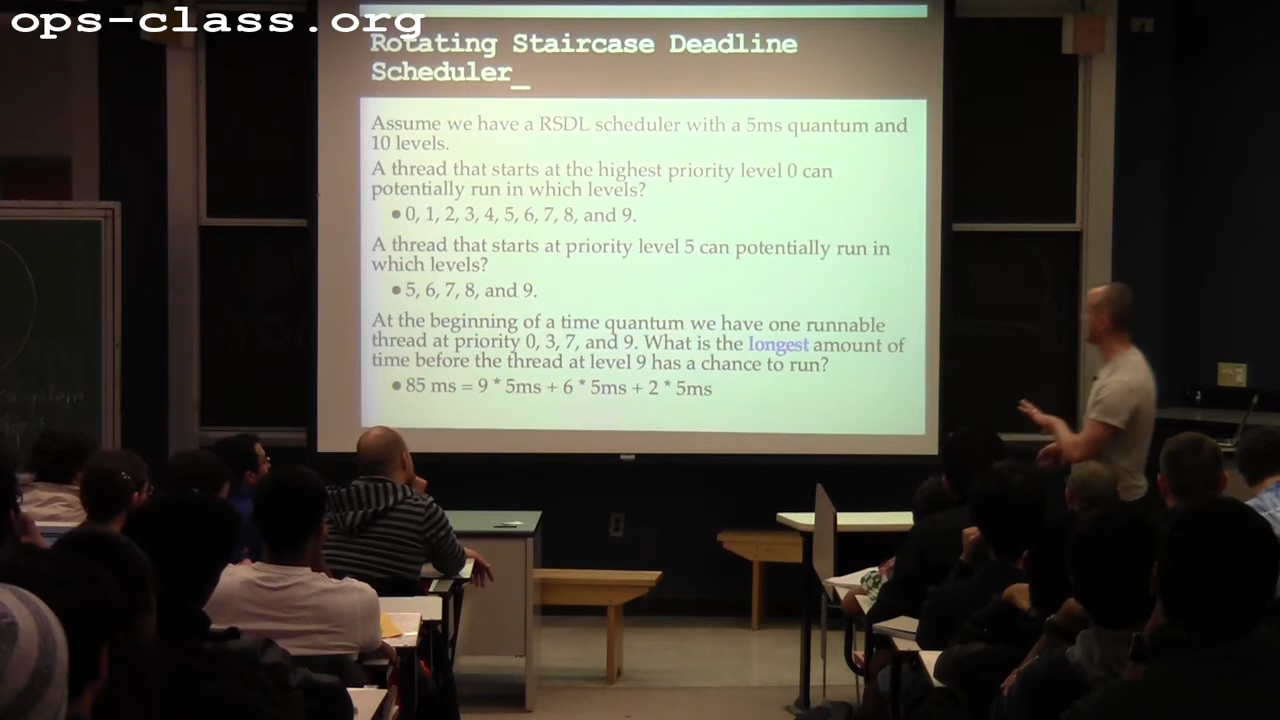 ops-class.org
Rotating Staircase Deadline
Scheduler_
Assume we have a RSDL scheduler with a 5ms quantum and
10 levels.
A thread that starts at the highest priority level 0 can
potentially run in which levels?
• 0, 1, 2, 3, 4, 5, 6, 7, 8, and 9.
A thread that starts at priority level 5 can potentially run in
which levels?
• 5, 6, 7, 8, and 9.
At the beginning of a time quantum we have one runnable
thread at priority 0, 3, 7, and 9. What is the longest amount of
time before the thread at level 9 has a chance to run?
• 85 ms = 9 * 5ms + 6 * 5ms + 2 * 5ms